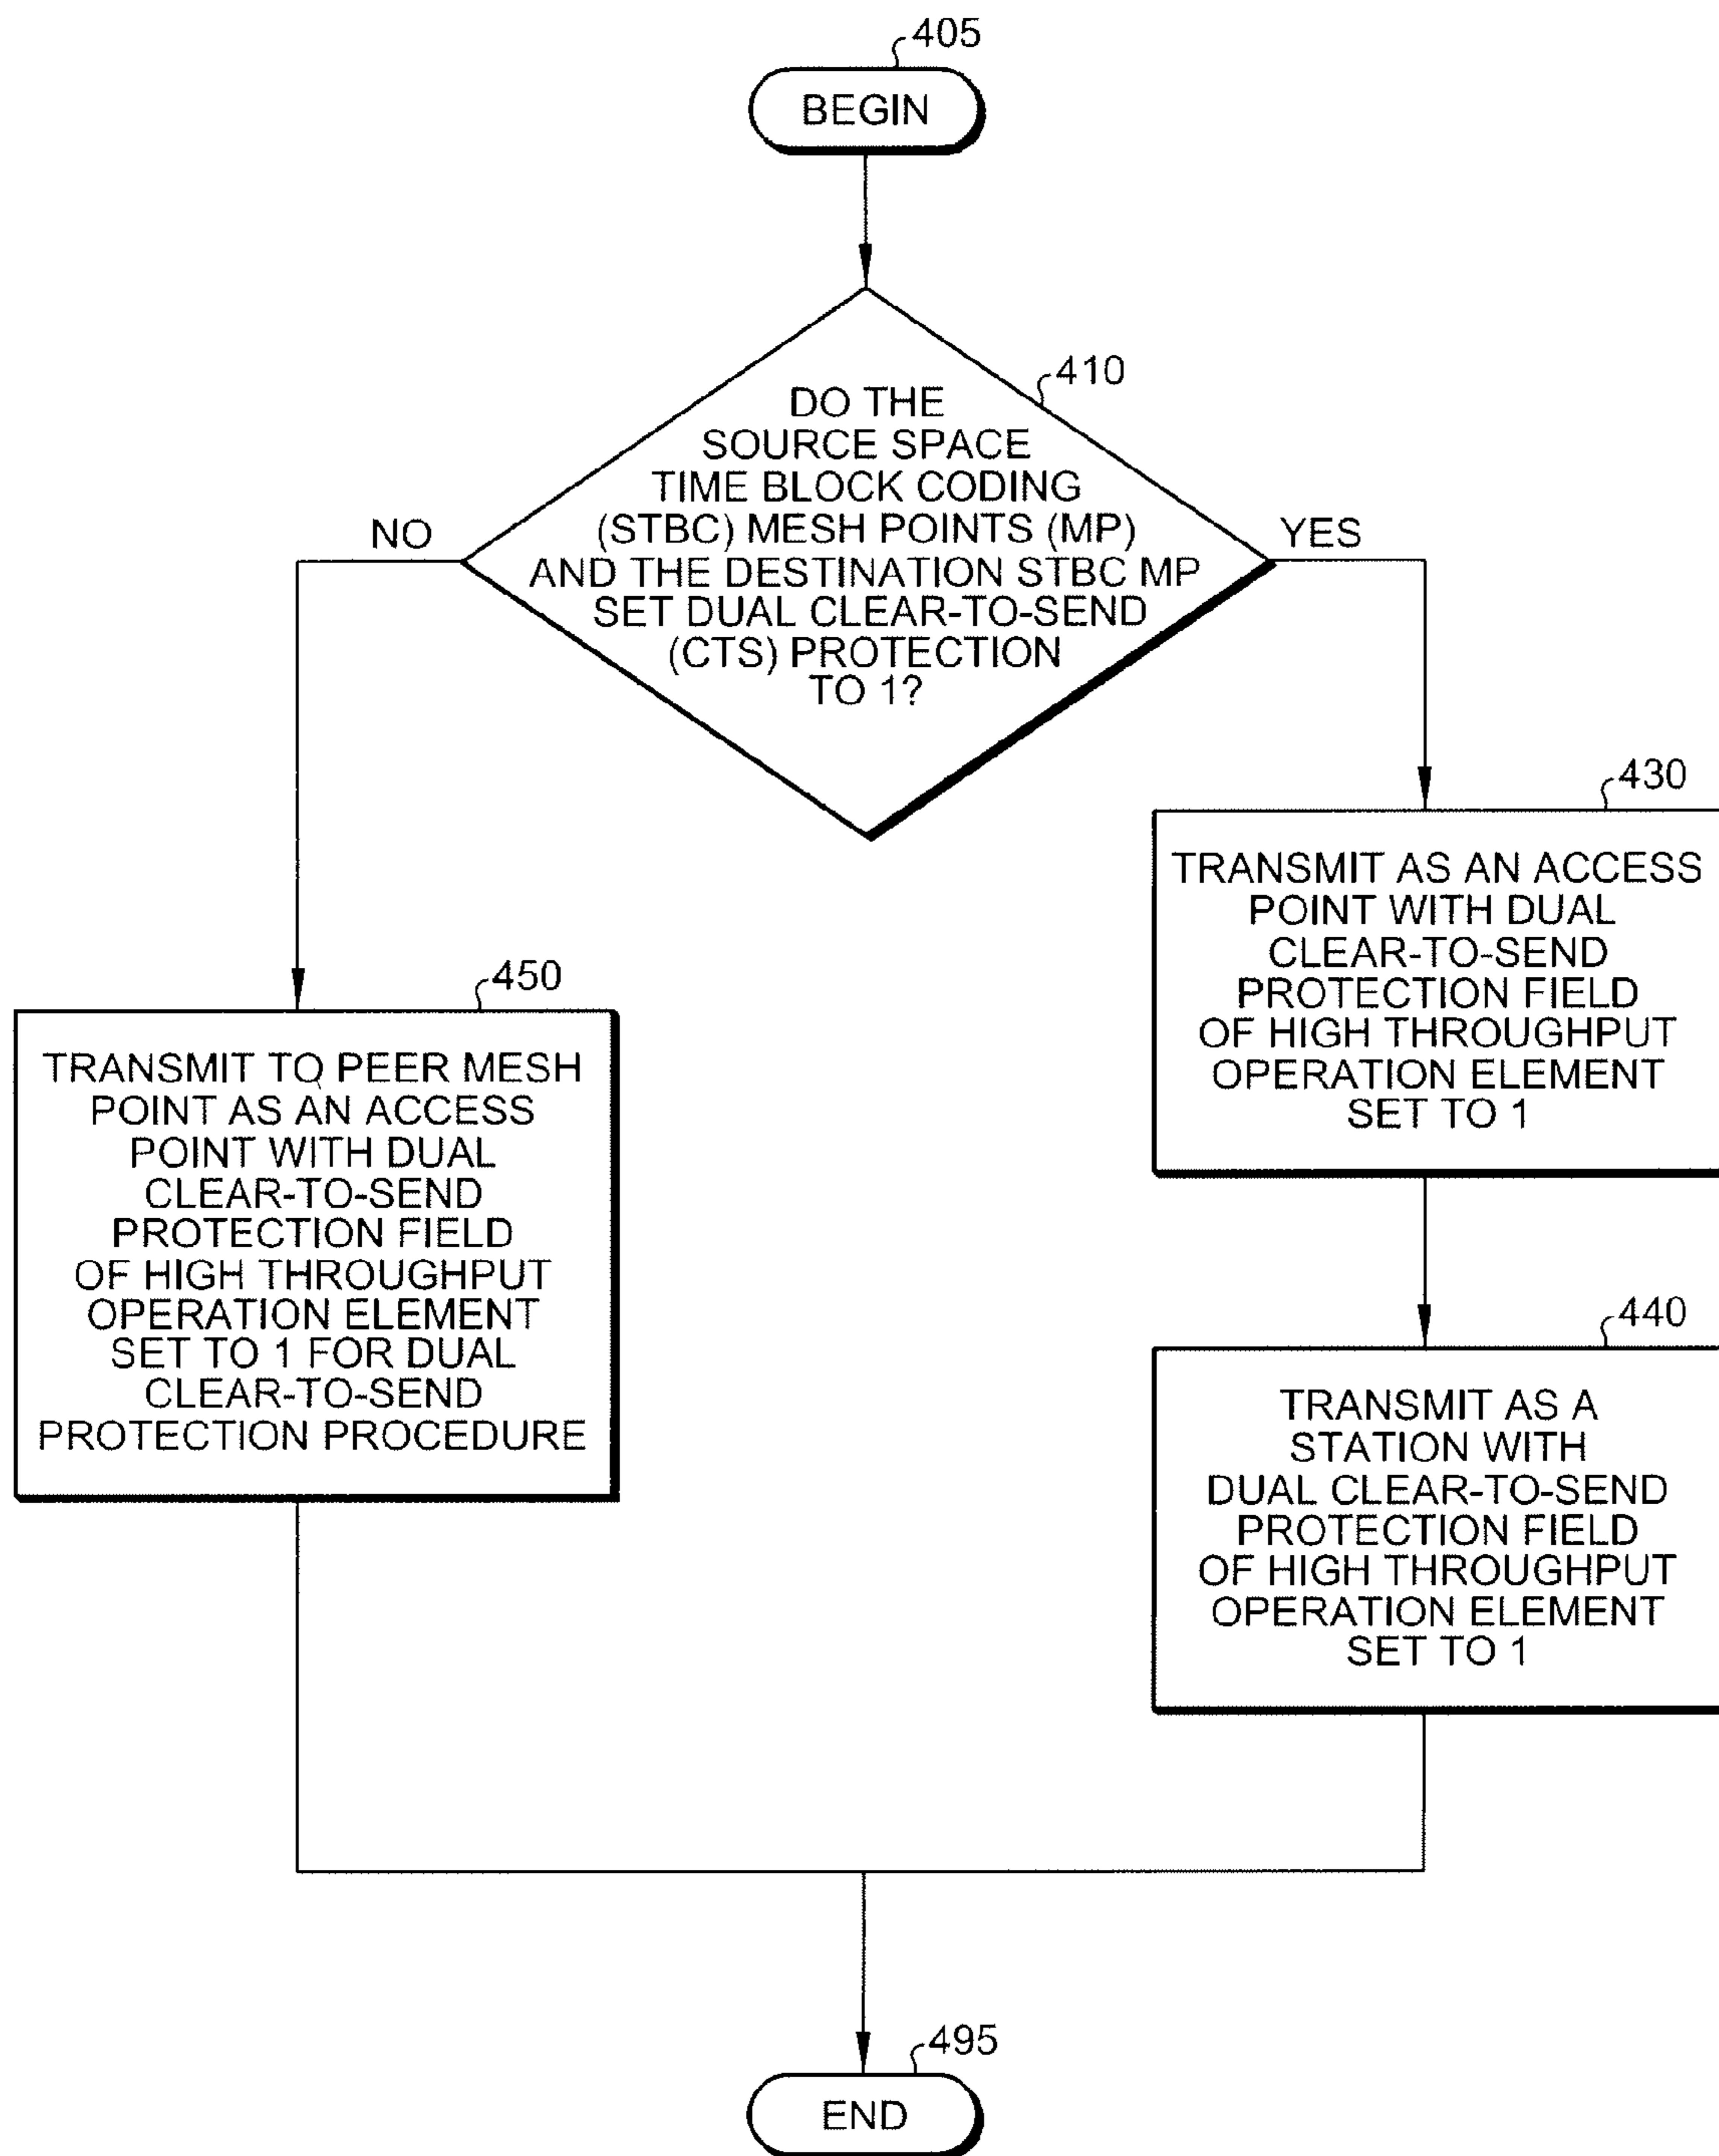 405
BEGIN
410
DO THE
SOURCE SPACE
TIME BLOCK CODING
(STBC) MESH POINTS (MP)
AND THE DESTINATION STBC MP
SET DUAL CLEAR-TO-SEND
(CTS) PROTECTION
TO 1?
NO
YES
430
TRANSMIT AS AN ACCESS
POINT WITH DUAL
CLEAR-TO-SEND
PROTECTION FIELD
OF HIGH THROUGHPUT
OPERATION ELEMENT
SET TO 1
450
TRANSMIT TO PEER MESH
POINT AS AN ACCESS
POINT WITH DUAL
CLEAR-TO-SEND
PROTECTION FIELD
OF HIGH THROUGHPUT
OPERATION ELEMENT
SET TO 1 FOR DUAL
CLEAR-TO-SEND
PROTECTION PROCEDURE
440
TRANSMIT AS A
STATION WITH
DUAL CLEAR-TO-SEND
PROTECTION FIELD
OF HIGH THROUGHPUT
OPERATION ELEMENT
SET TO 1
495
END